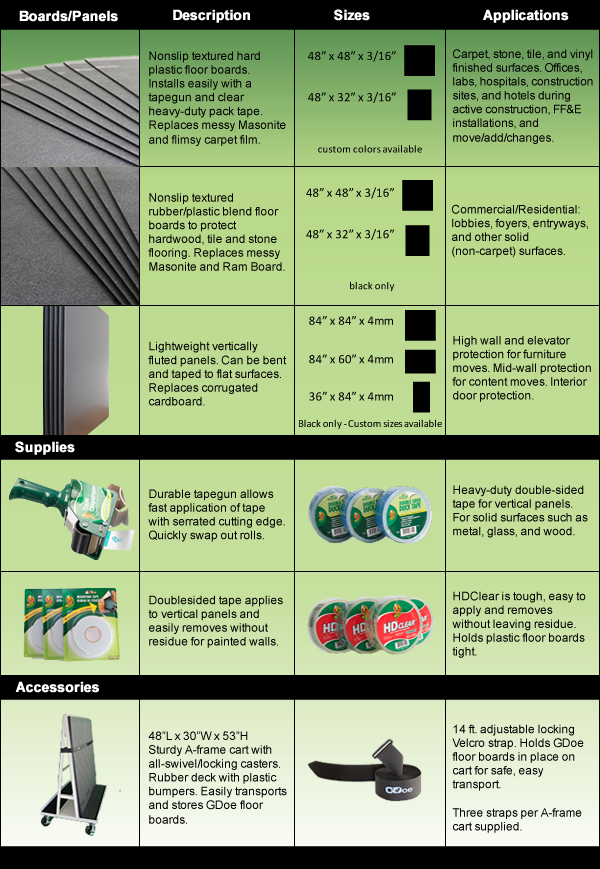 Boards/Panels
Description
Sizes
Applications
Nonslip textured hard
plastic floor boards.
Installs easily with a
tapegun and clear
heavy-duty pack tape.
Replaces messy Masonite
and flimsy carpet film.
48” x 48” x 3/16”
48” x 32” x 3/16”
custom colors available
Carpet, stone, tile, and vinyl
finished surfaces. Offices,
labs, hospitals, construction
sites, and hotels during
active construction, FF&E
installations, and
move/add/changes.
Nonslip textured
rubber/plastic blend floor
boards to protect
hardwood, tile and stone
flooring. Replaces messy
Masonite and Ram Board.
48” x 48” x 3/16”
48” x 32” x 3/16”
black only
Commercial/Residential:
lobbies, foyers, entryways,
and other solid
(non-carpet) surfaces.
Lightweight vertically
fluted panels. Can be bent
and taped to flat surfaces.
Replaces corrugated
cardboard.
84” x 84” x 4mm
84” x 60” x 4mm
36” x 84” x 4mm
Black only - Custom sizes available
High wall and elevator
protection for furniture
moves. Mid-wall protection
for content moves. Interior
door protection.
Supplies
Durable tapegun allows
fast application of tape
with serrated cutting edge.
Quickly swap out rolls.
DUCK TAPE
Heavy-duty double-sided
tape for vertical panels.
For solid surfaces such as
metal, glass, and wood.
Doublesided tape applies
to vertical panels and
easily removes without
residue for painted walls.
HD CLEAR
HDClear is tough, easy to
apply and removes
without leaving residue.
Holds plastic floor boards
tight.
Accessories
48”L x 30”W x 53”H
Sturdy A-frame cart with
all-swivel/locking casters.
Rubber deck with plastic
bumpers. Easily transports
and stores GDoe floor
boards.
GDoe
14 ft. adjustable locking
Velcro strap. Holds GDoe
floor boards in place on
cart for safe, easy
transport.
Three straps per A-frame
cart supplied.